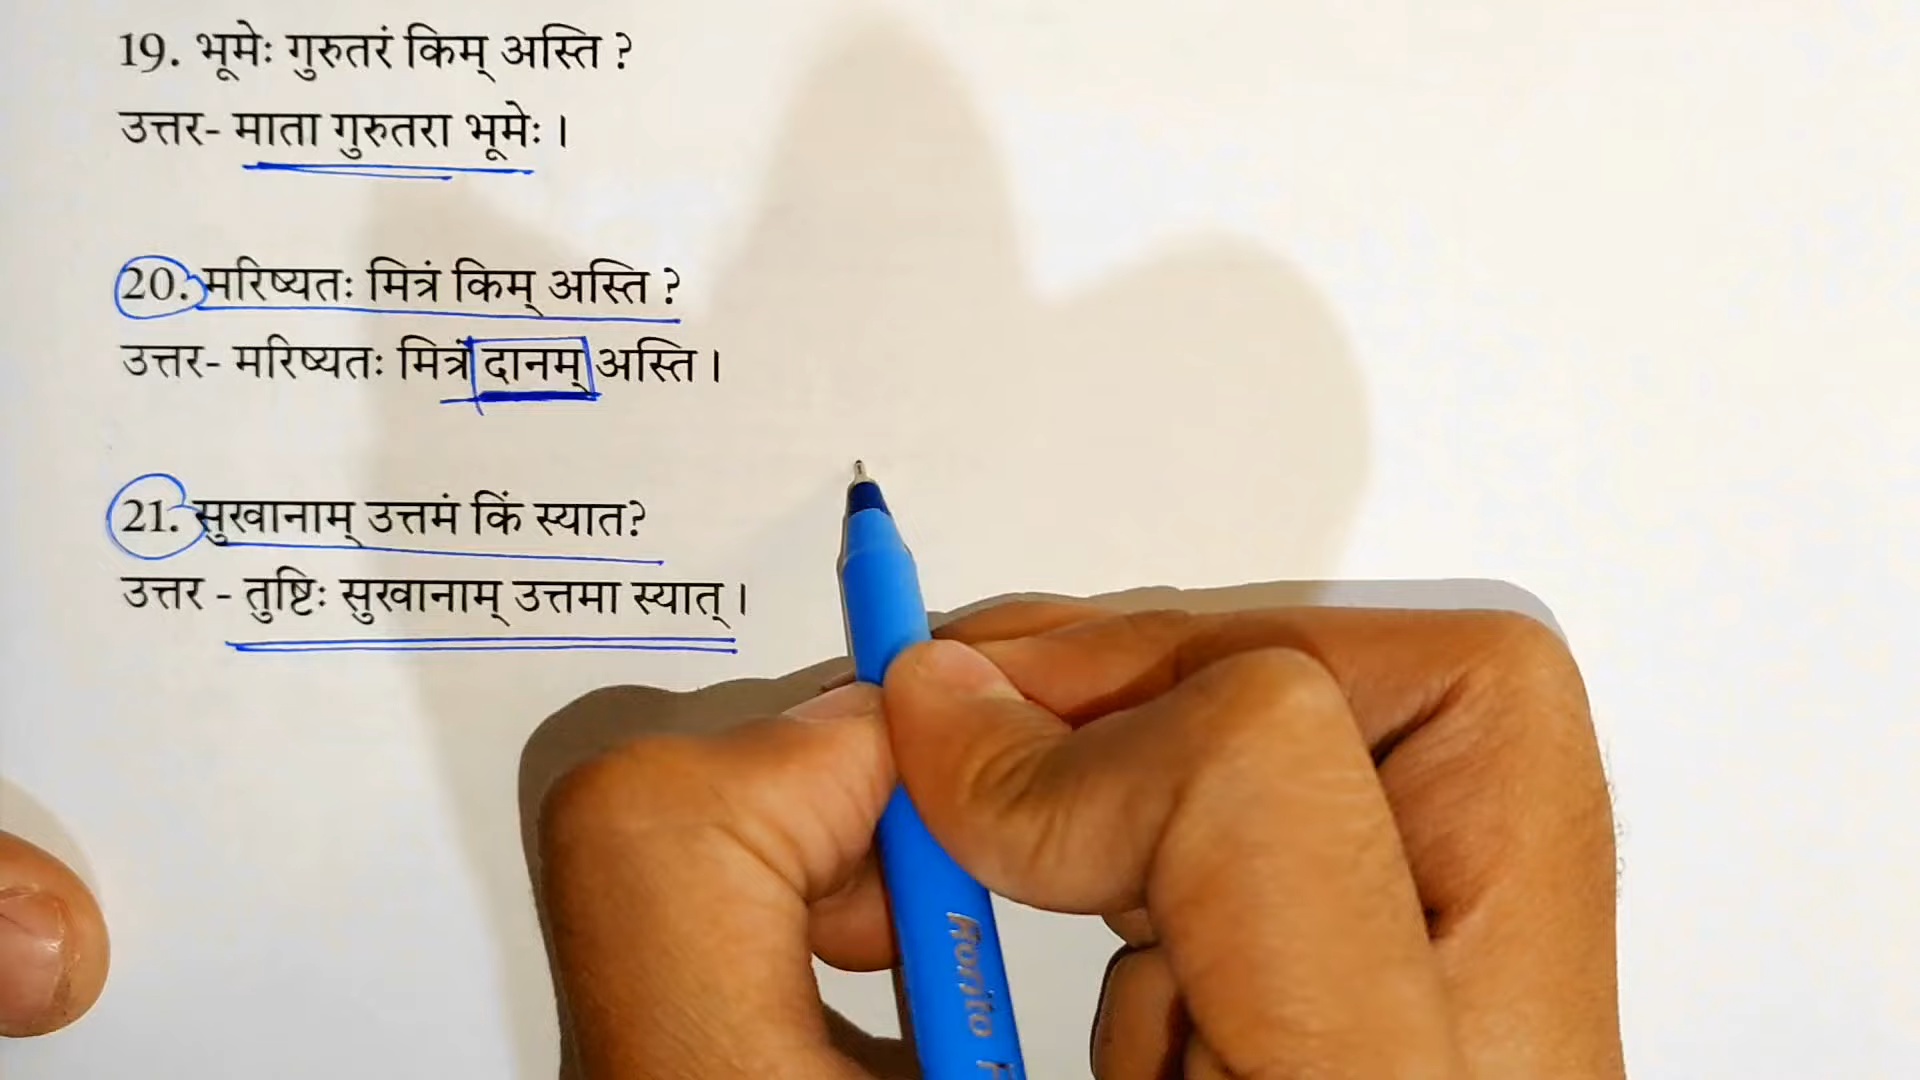 19. भूमेः गुरुतरं किम् अस्ति ?
उत्तर- माता गुरुतरा भूमेः ।
20. मरिष्यतः मित्रं किम् अस्ति ?
उत्तर- मरिष्यतः मित्रं दानम् अस्ति ।
21. सुखानाम् उत्तमं किं स्यात?
उत्तर - तुष्टिः सुखानाम् उत्तमा स्यात् ।
Rorito